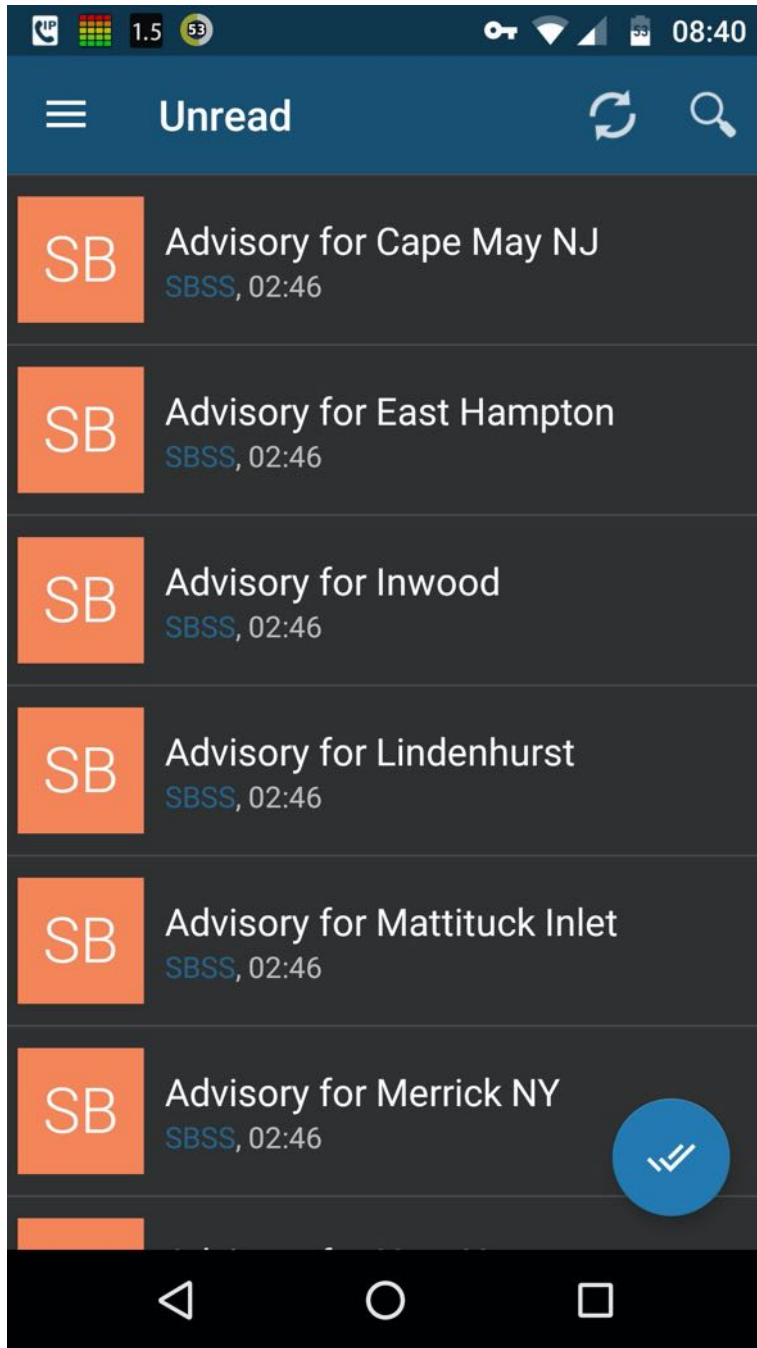 1.5
53
53
08:40
Unread
SB
Advisory for Cape May NJ
SBSS, 02:46
SB
Advisory for East Hampton
SBSS, 02:46
SB
Advisory for Inwood
SBSS, 02:46
SB
Advisory for Lindenhurst
SBSS, 02:46
SB
Advisory for Mattituck Inlet
SBSS, 02:46
SB
Advisory for Merrick NY
SBSS, 02:46